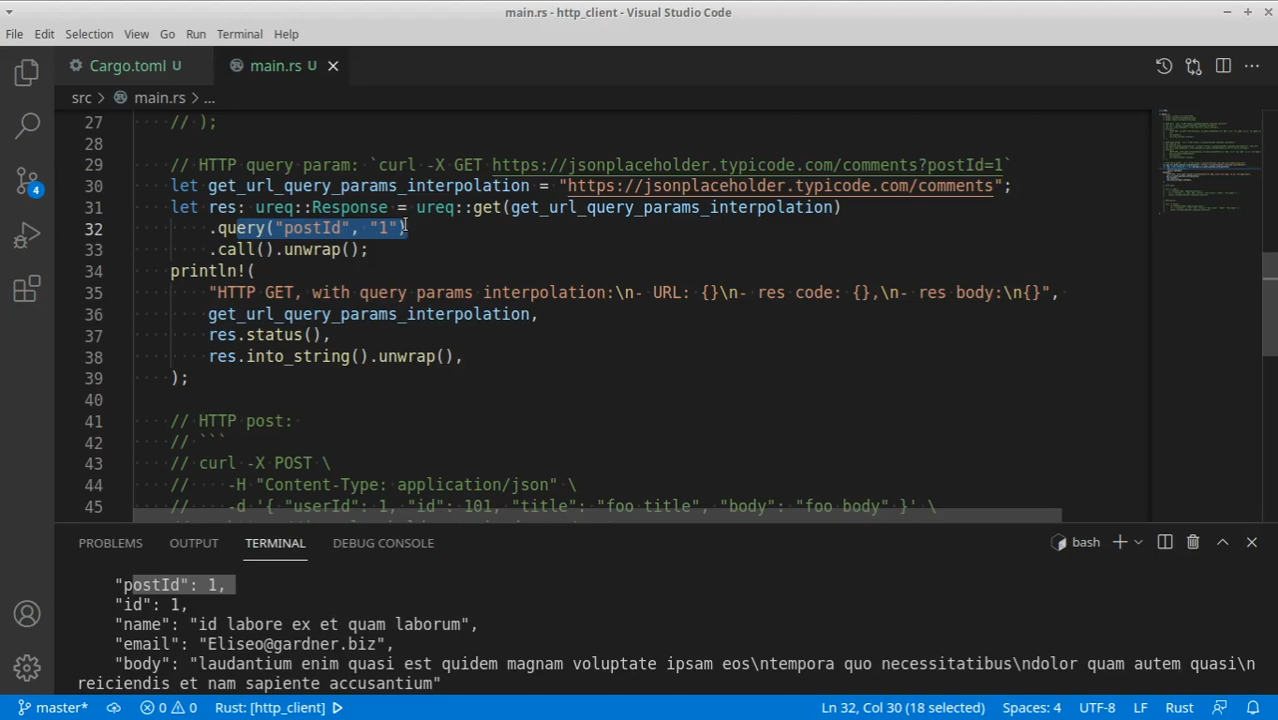 main.rs - http_client - Visual Studio Code
File Edit Selection View Go Run Terminal Help
Cargo.toml U main.rs U
src > main.rs > ...
27 // );
28
29 // HTTP query param: `curl -X GET https://jsonplaceholder.typicode.com/comments?postId=1`
30 let get_url_query_params_interpolation = "https://jsonplaceholder.typicode.com/comments";
31 let res: ureq::Response = ureq::get(get_url_query_params_interpolation)
32 .query("postId", "1")
33 .call().unwrap();
34 println!(
35 "HTTP GET, with query params interpolation:\n- URL: {}\n- res code: {},\n- res body:\n{}",
36 get_url_query_params_interpolation,
37 res.status(),
38 res.into_string().unwrap(),
39 );
40
41 // HTTP post:
42 // ```
43 // curl -X POST \
44 // -H "Content-Type: application/json" \
45 // -d '{ "userId": 1, "id": 101, "title": "foo title", "body": "foo body" }' \
PROBLEMS OUTPUT TERMINAL DEBUG CONSOLE bash
"postId": 1,
"id": 1,
"name": "id labore ex et quam laborum",
"email": "Eliseo@gardner.biz",
"body": "laudantium enim quasi est quidem magnam voluptate ipsam eos\ntempora quo necessitatibus\ndolor quam autem quasi\n
reiciendis et nam sapiente accusantium"
4
master* 0 0 Rust: [http_client] Ln 32, Col 30 (18 selected) Spaces: 4 UTF-8 LF Rust